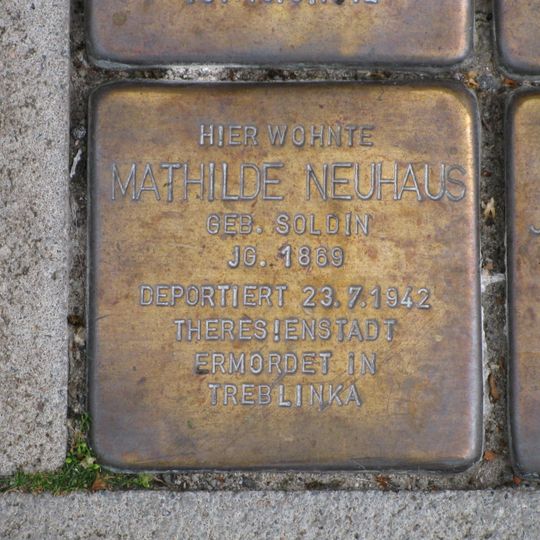 HIER WOHNTE
MATHILDE NEUHAUS
GEB. SOLDIN
JG. 1869
DEPORTIERT 23.7.1942
THERESIENSTADT
ERMORDET IN
TREBLINKA